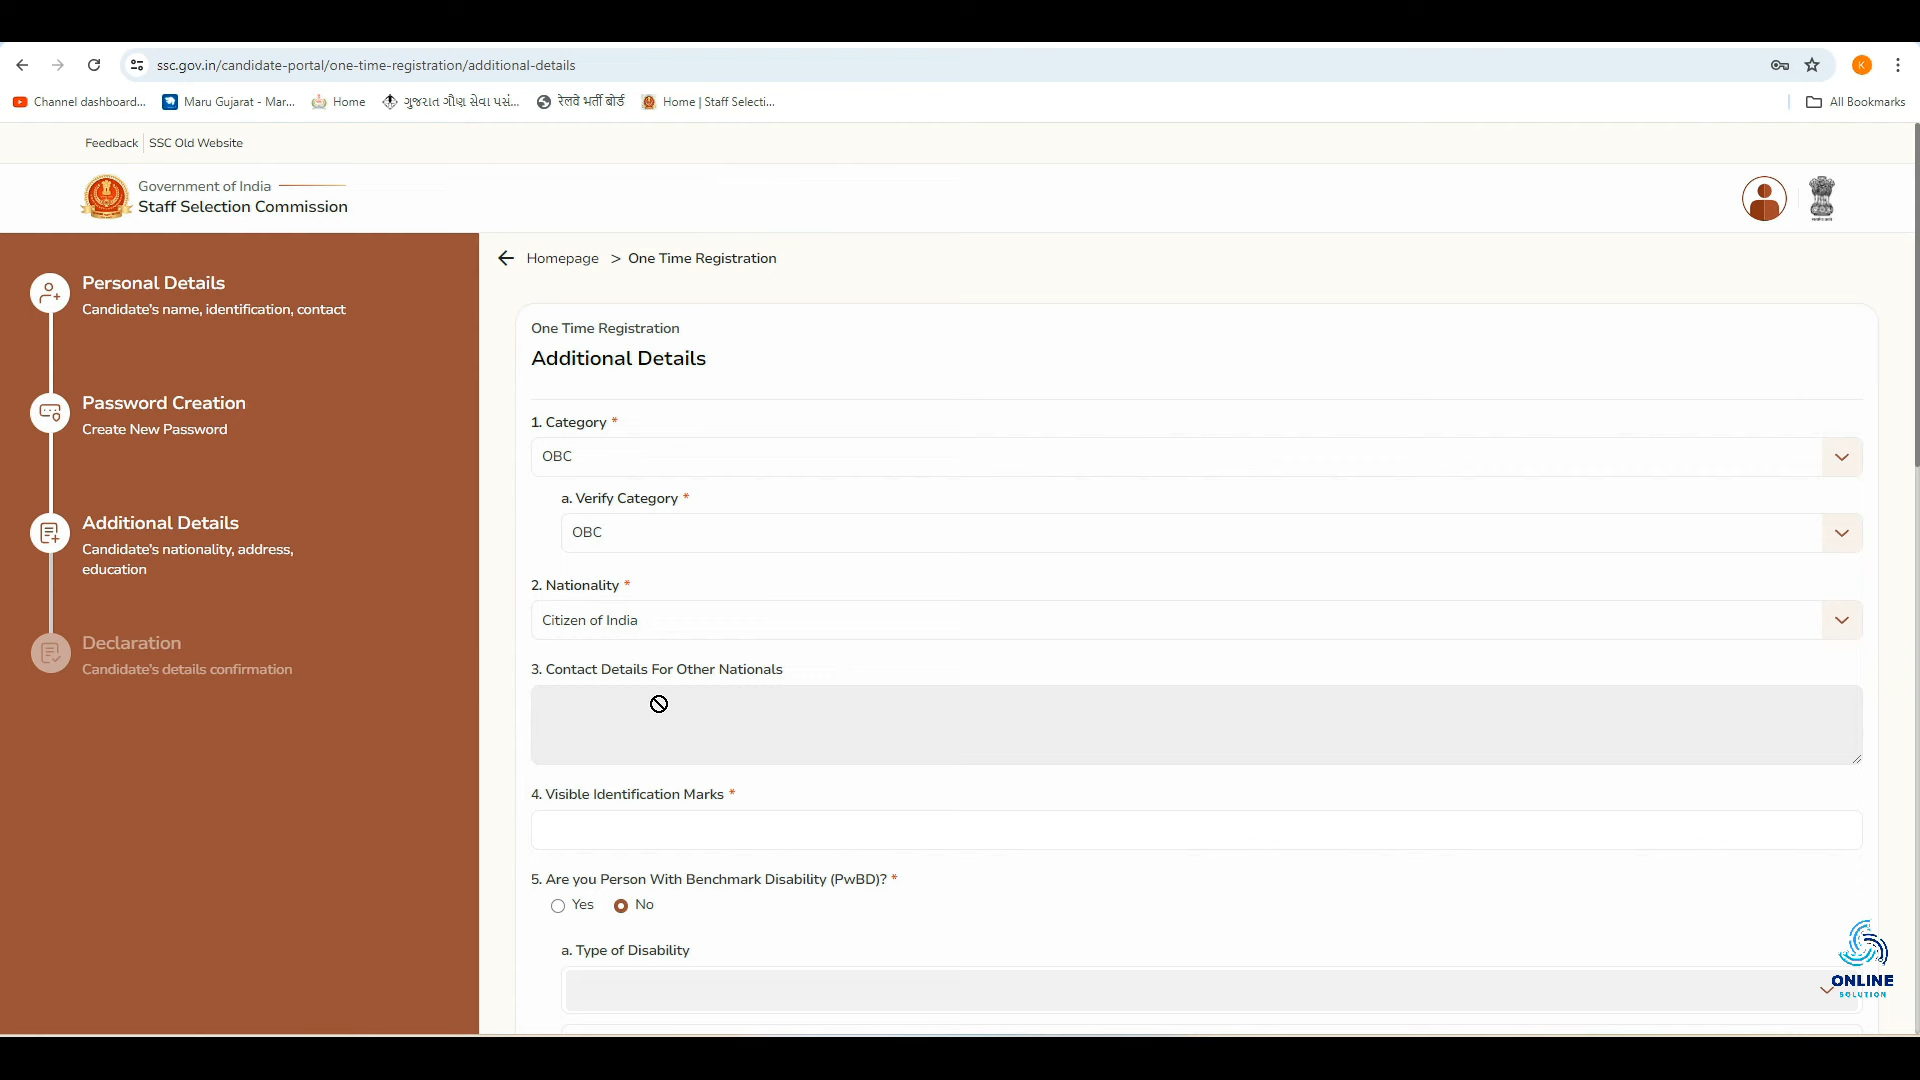 ssc.gov.in/candidate-portal/one-time-registration/additional-details
K
Channel dashboard...
Maru Gujarat - Mar...
Home
ગુજરાત ગૌણ સેવા પસં...
रेलवे भर्ती बोर्ड
Home | Staff Selecti...
All Bookmarks
Feedback
SSC Old Website
Government of India
Staff Selection Commission
Homepage > One Time Registration
Personal Details
Candidate's name, identification, contact
Password Creation
Create New Password
Additional Details
Candidate's nationality, address,
education
Declaration
Candidate's details confirmation
One Time Registration
Additional Details
1. Category *
OBC
a. Verify Category *
OBC
2. Nationality *
Citizen of India
3. Contact Details For Other Nationals
4. Visible Identification Marks *
5. Are you Person With Benchmark Disability (PwBD)? *
Yes
No
a. Type of Disability
ONLINE
SOLUTION